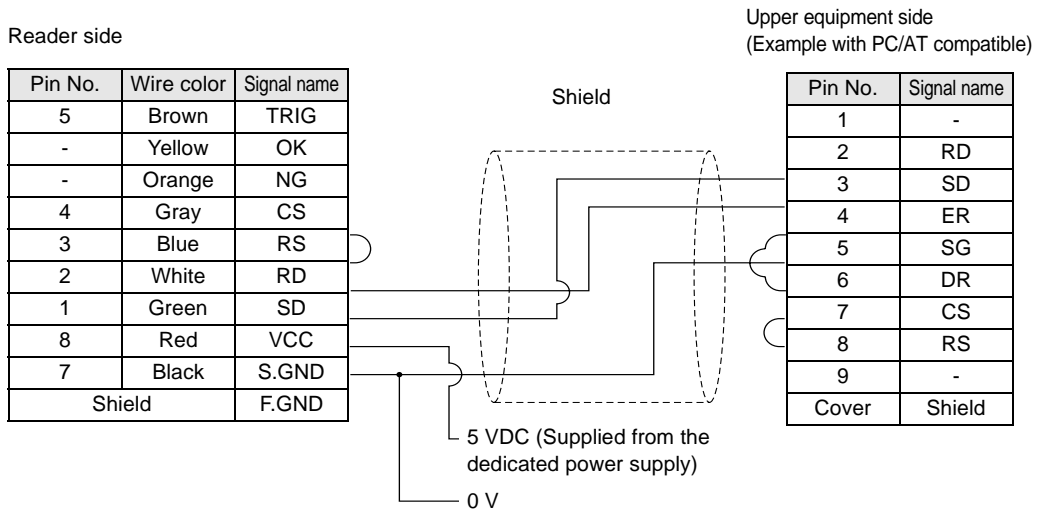 Reader side
Pin No. Wire color Signal name
5 Brown TRIG
- Yellow OK
- Orange NG
4 Gray CS
3 Blue RS
2 White RD
1 Green SD
8 Red VCC
7 Black S.GND
Shield F.GND
Shield
5 VDC (Supplied from the
dedicated power supply)
0 V
Upper equipment side
(Example with PC/AT compatible)
Pin No. Signal name
1 -
2 RD
3 SD
4 ER
5 SG
6 DR
7 CS
8 RS
9 -
Cover Shield